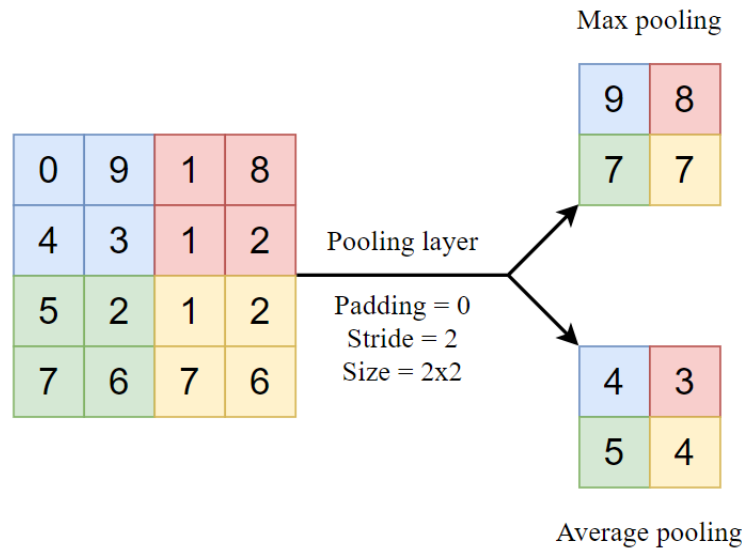 Max pooling
9 8
7 7
0 9 1 8
4 3 1 2
5 2 1 2
7 6 7 6
Pooling layer
Padding = 0
Stride = 2
Size = 2x2
4 3
5 4
Average pooling